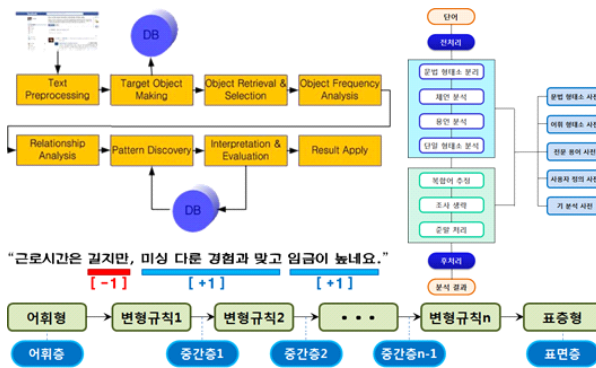 DB
Text Preprocessing
Target Object Making
Object Retrieval & Selection
Object Frequency Analysis
Relationship Analysis
Pattern Discovery
Interpretation & Evaluation
Result Apply
DB
단어
전처리
문법 형태소 분리
체언 분석
용언 분석
단일 형태소 분석
복합어 추정
조사 생략
준말 처리
후처리
분석 결과
문법 형태소 사전
어휘 형태소 사전
전문 용어 사전
사용자 정의 사전
기 분석 사전
“근로시간은 길지만, 미싱 다룬 경험과 맞고 임금이 높네요.”
[ -1 ]
[ +1 ]
[ +1 ]
어휘형
변형규칙1
변형규칙2
• • •
변형규칙n
표층형
어휘층
중간층1
중간층2
중간층n-1
표면층